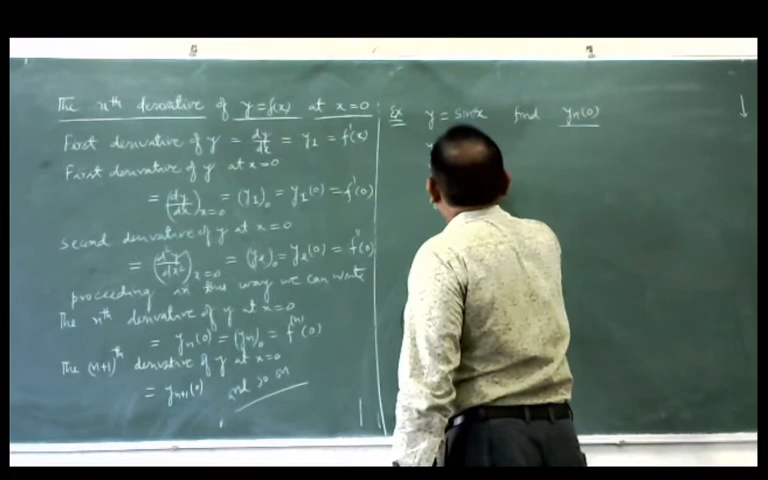 The nth derivative of y=f(x) at x=0
First derivative of y = dy/dx = y₁ = f'(x)
First derivative of y at x=0
= (dy/dx)ₓ₌₀ = (y₁)₀ = y₁(0) = f'(0)
second derivative of y at x=0
= (d²y/dx²)ₓ₌₀ = (y₂)₀ = y₂(0) = f''(0)
proceeding in this way we can write
The nth derivative of y at x=0
= yₙ(0) = (yₙ)₀ = f⁽ⁿ⁾(0)
The (n+1)th derivative of y at x=0
= yₙ₊₁(0) and so on
Ex y = find yₙ(0)